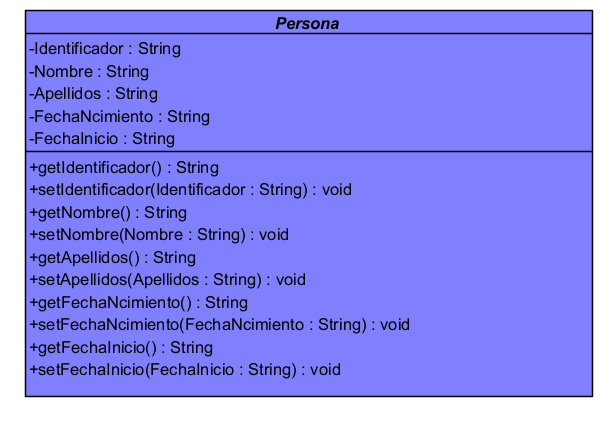 Persona
-Identificador : String
-Nombre : String
-Apellidos : String
-FechaNcimiento : String
-FechaInicio : String
+getIdentificador() : String
+setIdentificador(Identificador : String) : void
+getNombre() : String
+setNombre(Nombre : String) : void
+getApellidos() : String
+setApellidos(Apellidos : String) : void
+getFechaNcimiento() : String
+setFechaNcimiento(FechaNcimiento : String) : void
+getFechaInicio() : String
+setFechaInicio(FechaInicio : String) : void